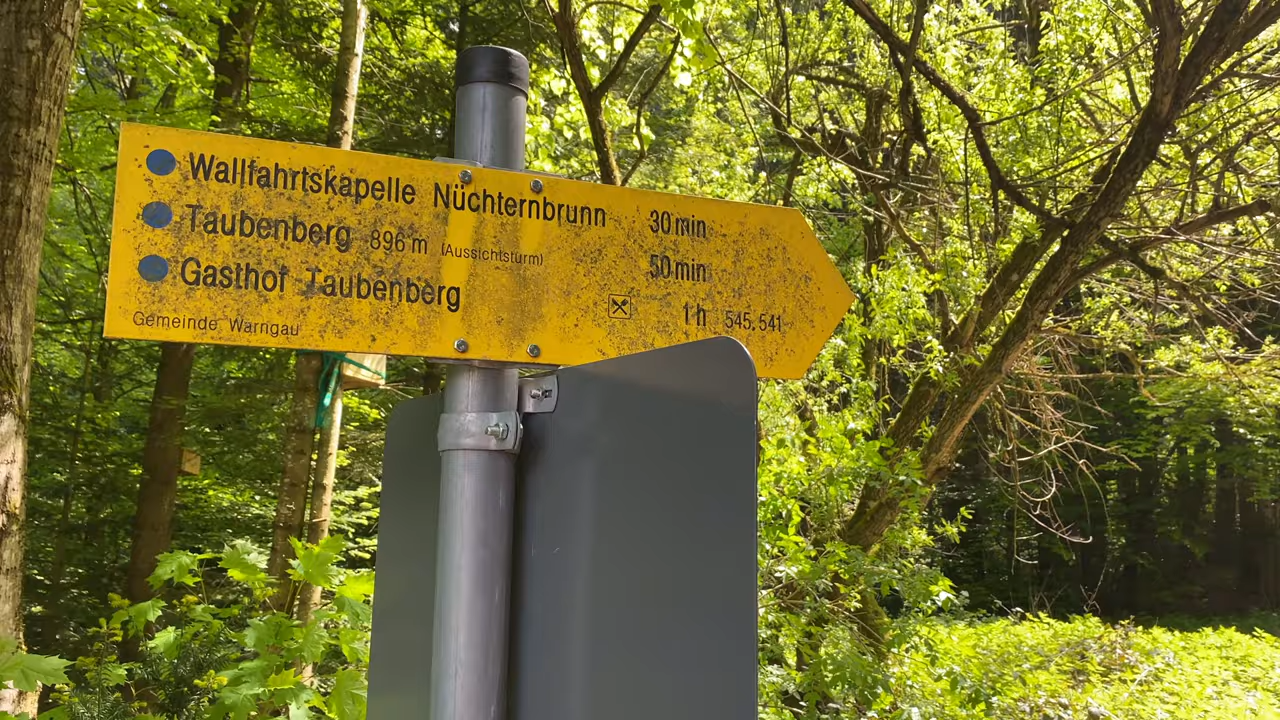 Wallfahrtskapelle Nüchternbrunn 30 min
Taubenberg 896 m (Aussichtsturm) 50 min
Gasthof Taubenberg 1 h 545, 541
Gemeinde Warngau